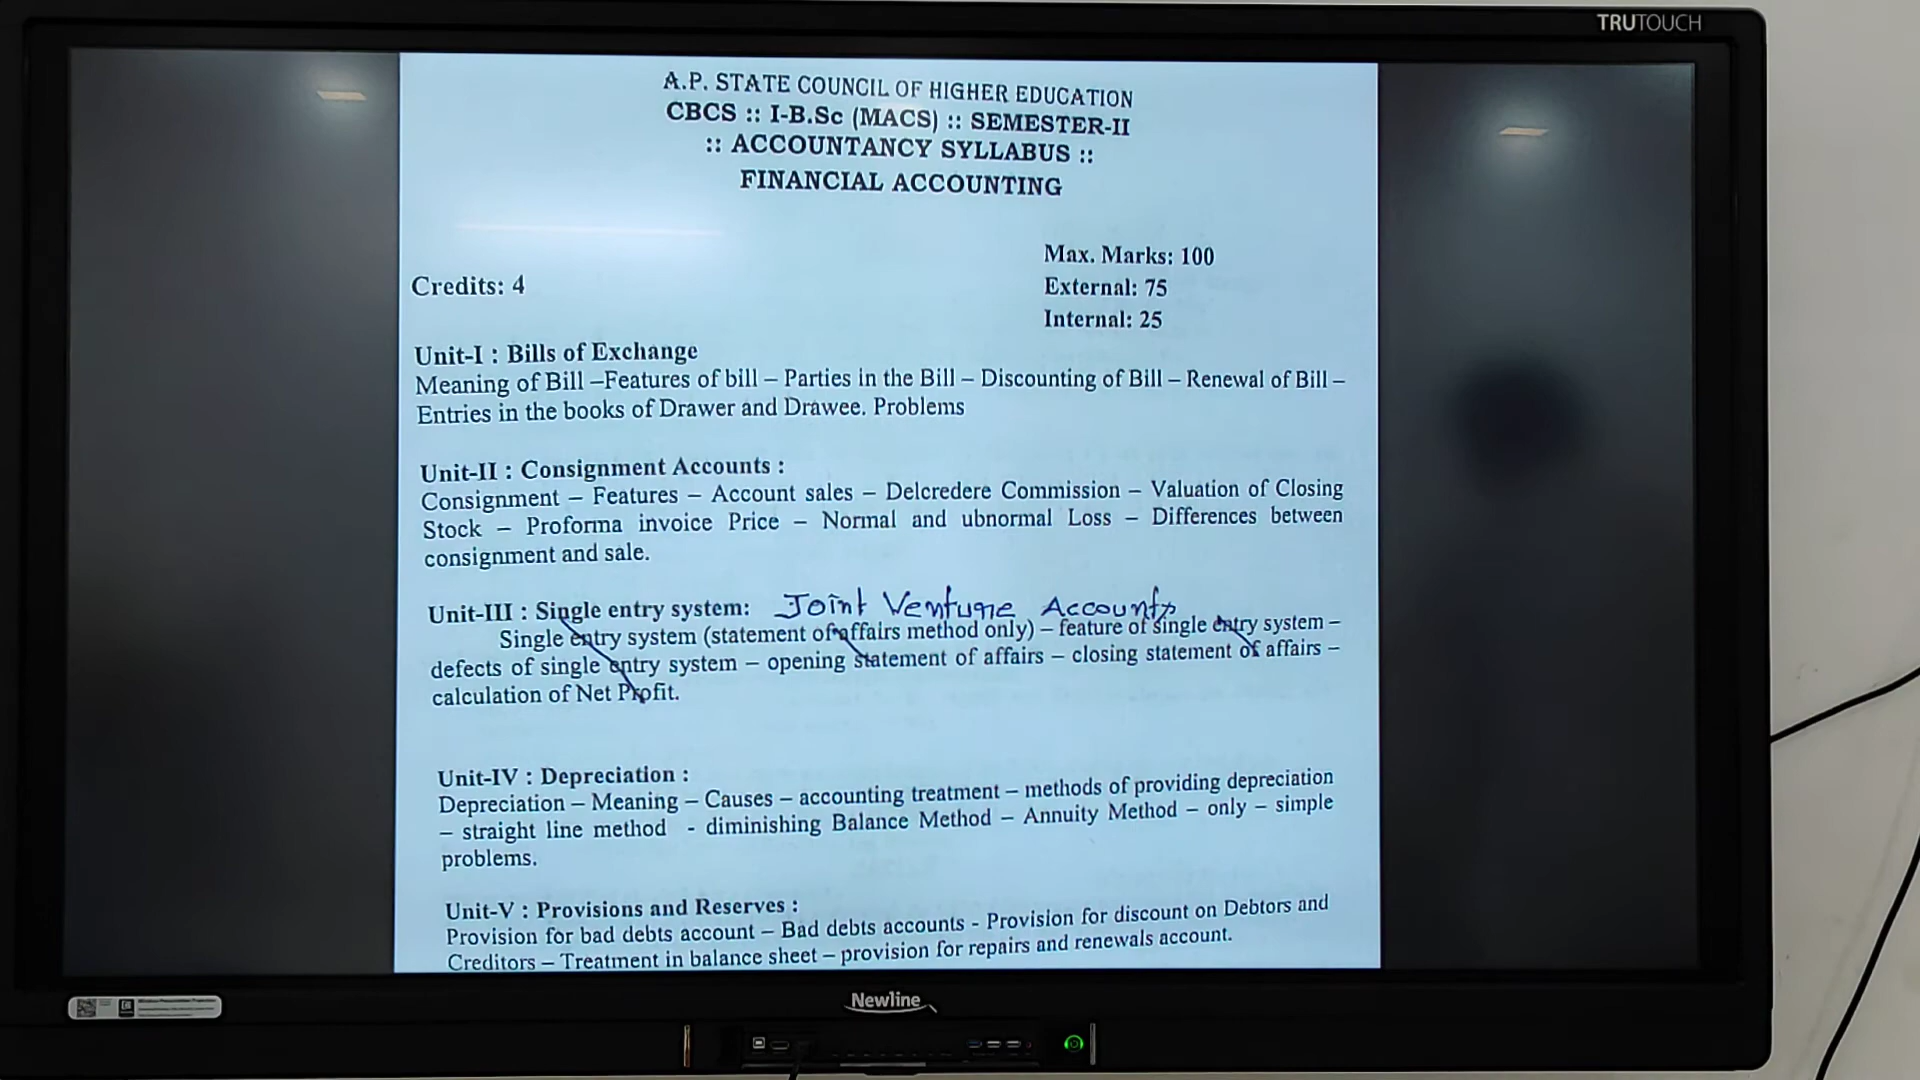 TRUTOUCH
A.P. STATE COUNCIL OF HIGHER EDUCATION
CBCS :: I-B.Sc (MACS) :: SEMESTER-II
:: ACCOUNTANCY SYLLABUS ::
FINANCIAL ACCOUNTING
Max. Marks: 100
Credits: 4
External: 75
Internal: 25
Unit-I : Bills of Exchange
Meaning of Bill –Features of bill – Parties in the Bill – Discounting of Bill – Renewal of Bill –
Entries in the books of Drawer and Drawee. Problems
Unit-II : Consignment Accounts :
Consignment – Features – Account sales – Delcredere Commission – Valuation of Closing
Stock – Proforma invoice Price – Normal and ubnormal Loss – Differences between
consignment and sale.
Unit-III : Single entry system: Joint Venture Accounts
Single entry system (statement of affairs method only) – feature of single entry system –
defects of single entry system – opening statement of affairs – closing statement of affairs –
calculation of Net Profit.
Unit-IV : Depreciation :
Depreciation – Meaning – Causes – accounting treatment – methods of providing depreciation
– straight line method - diminishing Balance Method – Annuity Method – only – simple
problems.
Unit-V : Provisions and Reserves :
Provision for bad debts account – Bad debts accounts - Provision for discount on Debtors and
Creditors – Treatment in balance sheet – provision for repairs and renewals account.
Newline